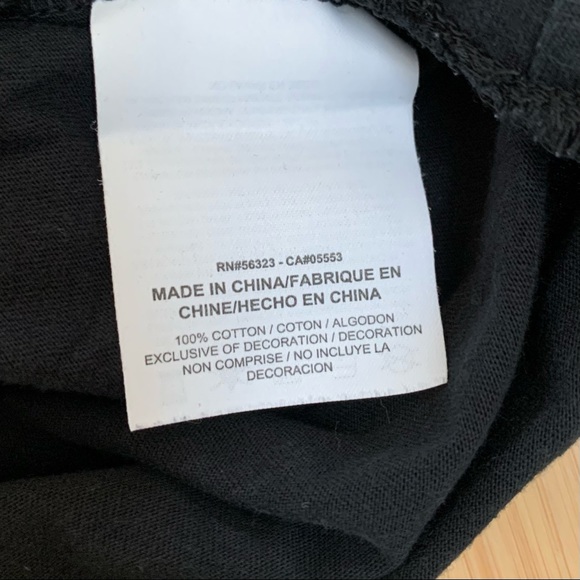 RN#56323 - CA#05553
MADE IN CHINA/FABRIQUE EN
CHINE/HECHO EN CHINA
100% COTTON / COTON / ALGODON
EXCLUSIVE OF DECORATION / DECORATION
NON COMPRISE / NO INCLUYE LA
DECORACION